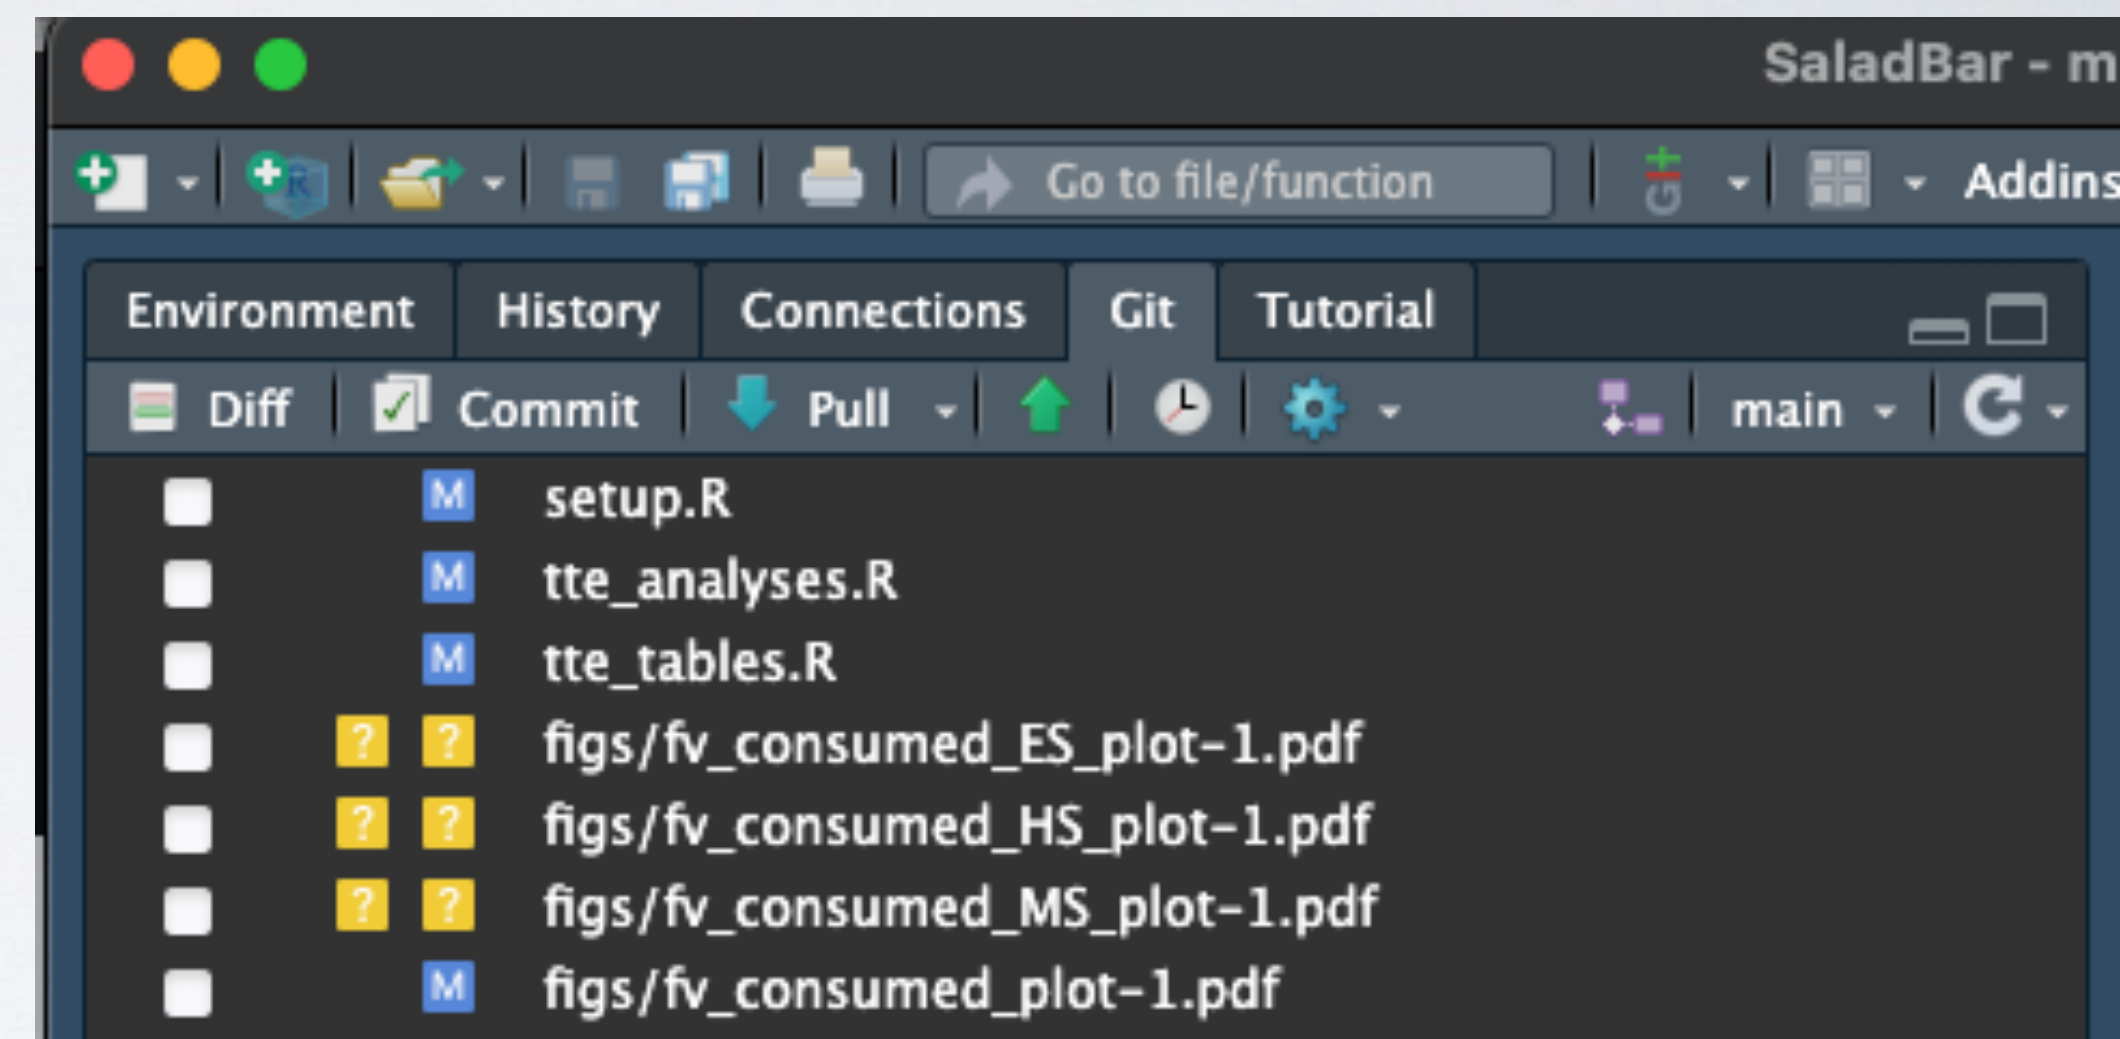 SaladBar - m
Go to file/function
Git
Addins
Environment History Connections Git Tutorial
Diff Commit Pull main
M setup.R
M tte_analyses.R
M tte_tables.R
? ? figs/fv_consumed_ES_plot-1.pdf
? ? figs/fv_consumed_HS_plot-1.pdf
? ? figs/fv_consumed_MS_plot-1.pdf
M figs/fv_consumed_plot-1.pdf